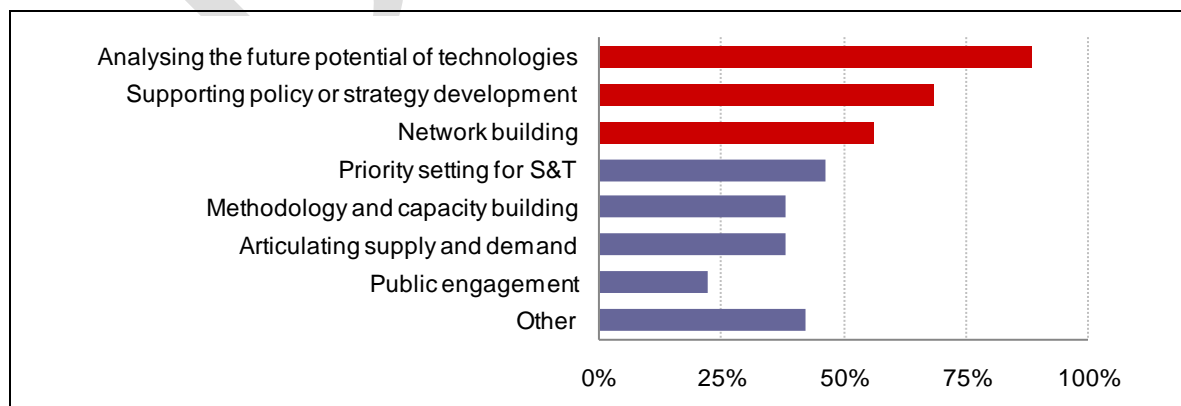 Analysing the future potential of technologies
Supporting policy or strategy development
Network building
Priority setting for S&T
Methodology and capacity building
Articulating supply and demand
Public engagement
Other
0% 25% 50% 75% 100%